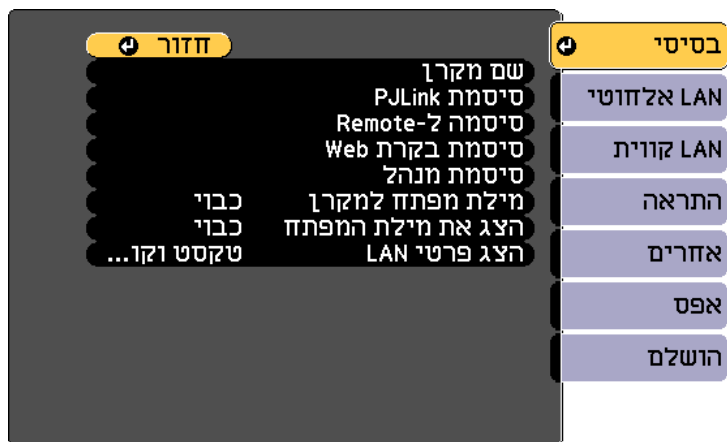 בסיסי
LAN אלחוטי
LAN קווית
התראה
אחרים
אפס
הושלם
חזור
שם מקרן
סיסמת PJLink
סיסמה ל-Remote
סיסמת בקרת Web
סיסמת מנהל
מילת מפתח למקרן כבוי
הצג את מילת המפתח כבוי
הצג פרטי LAN טקסט וקו...